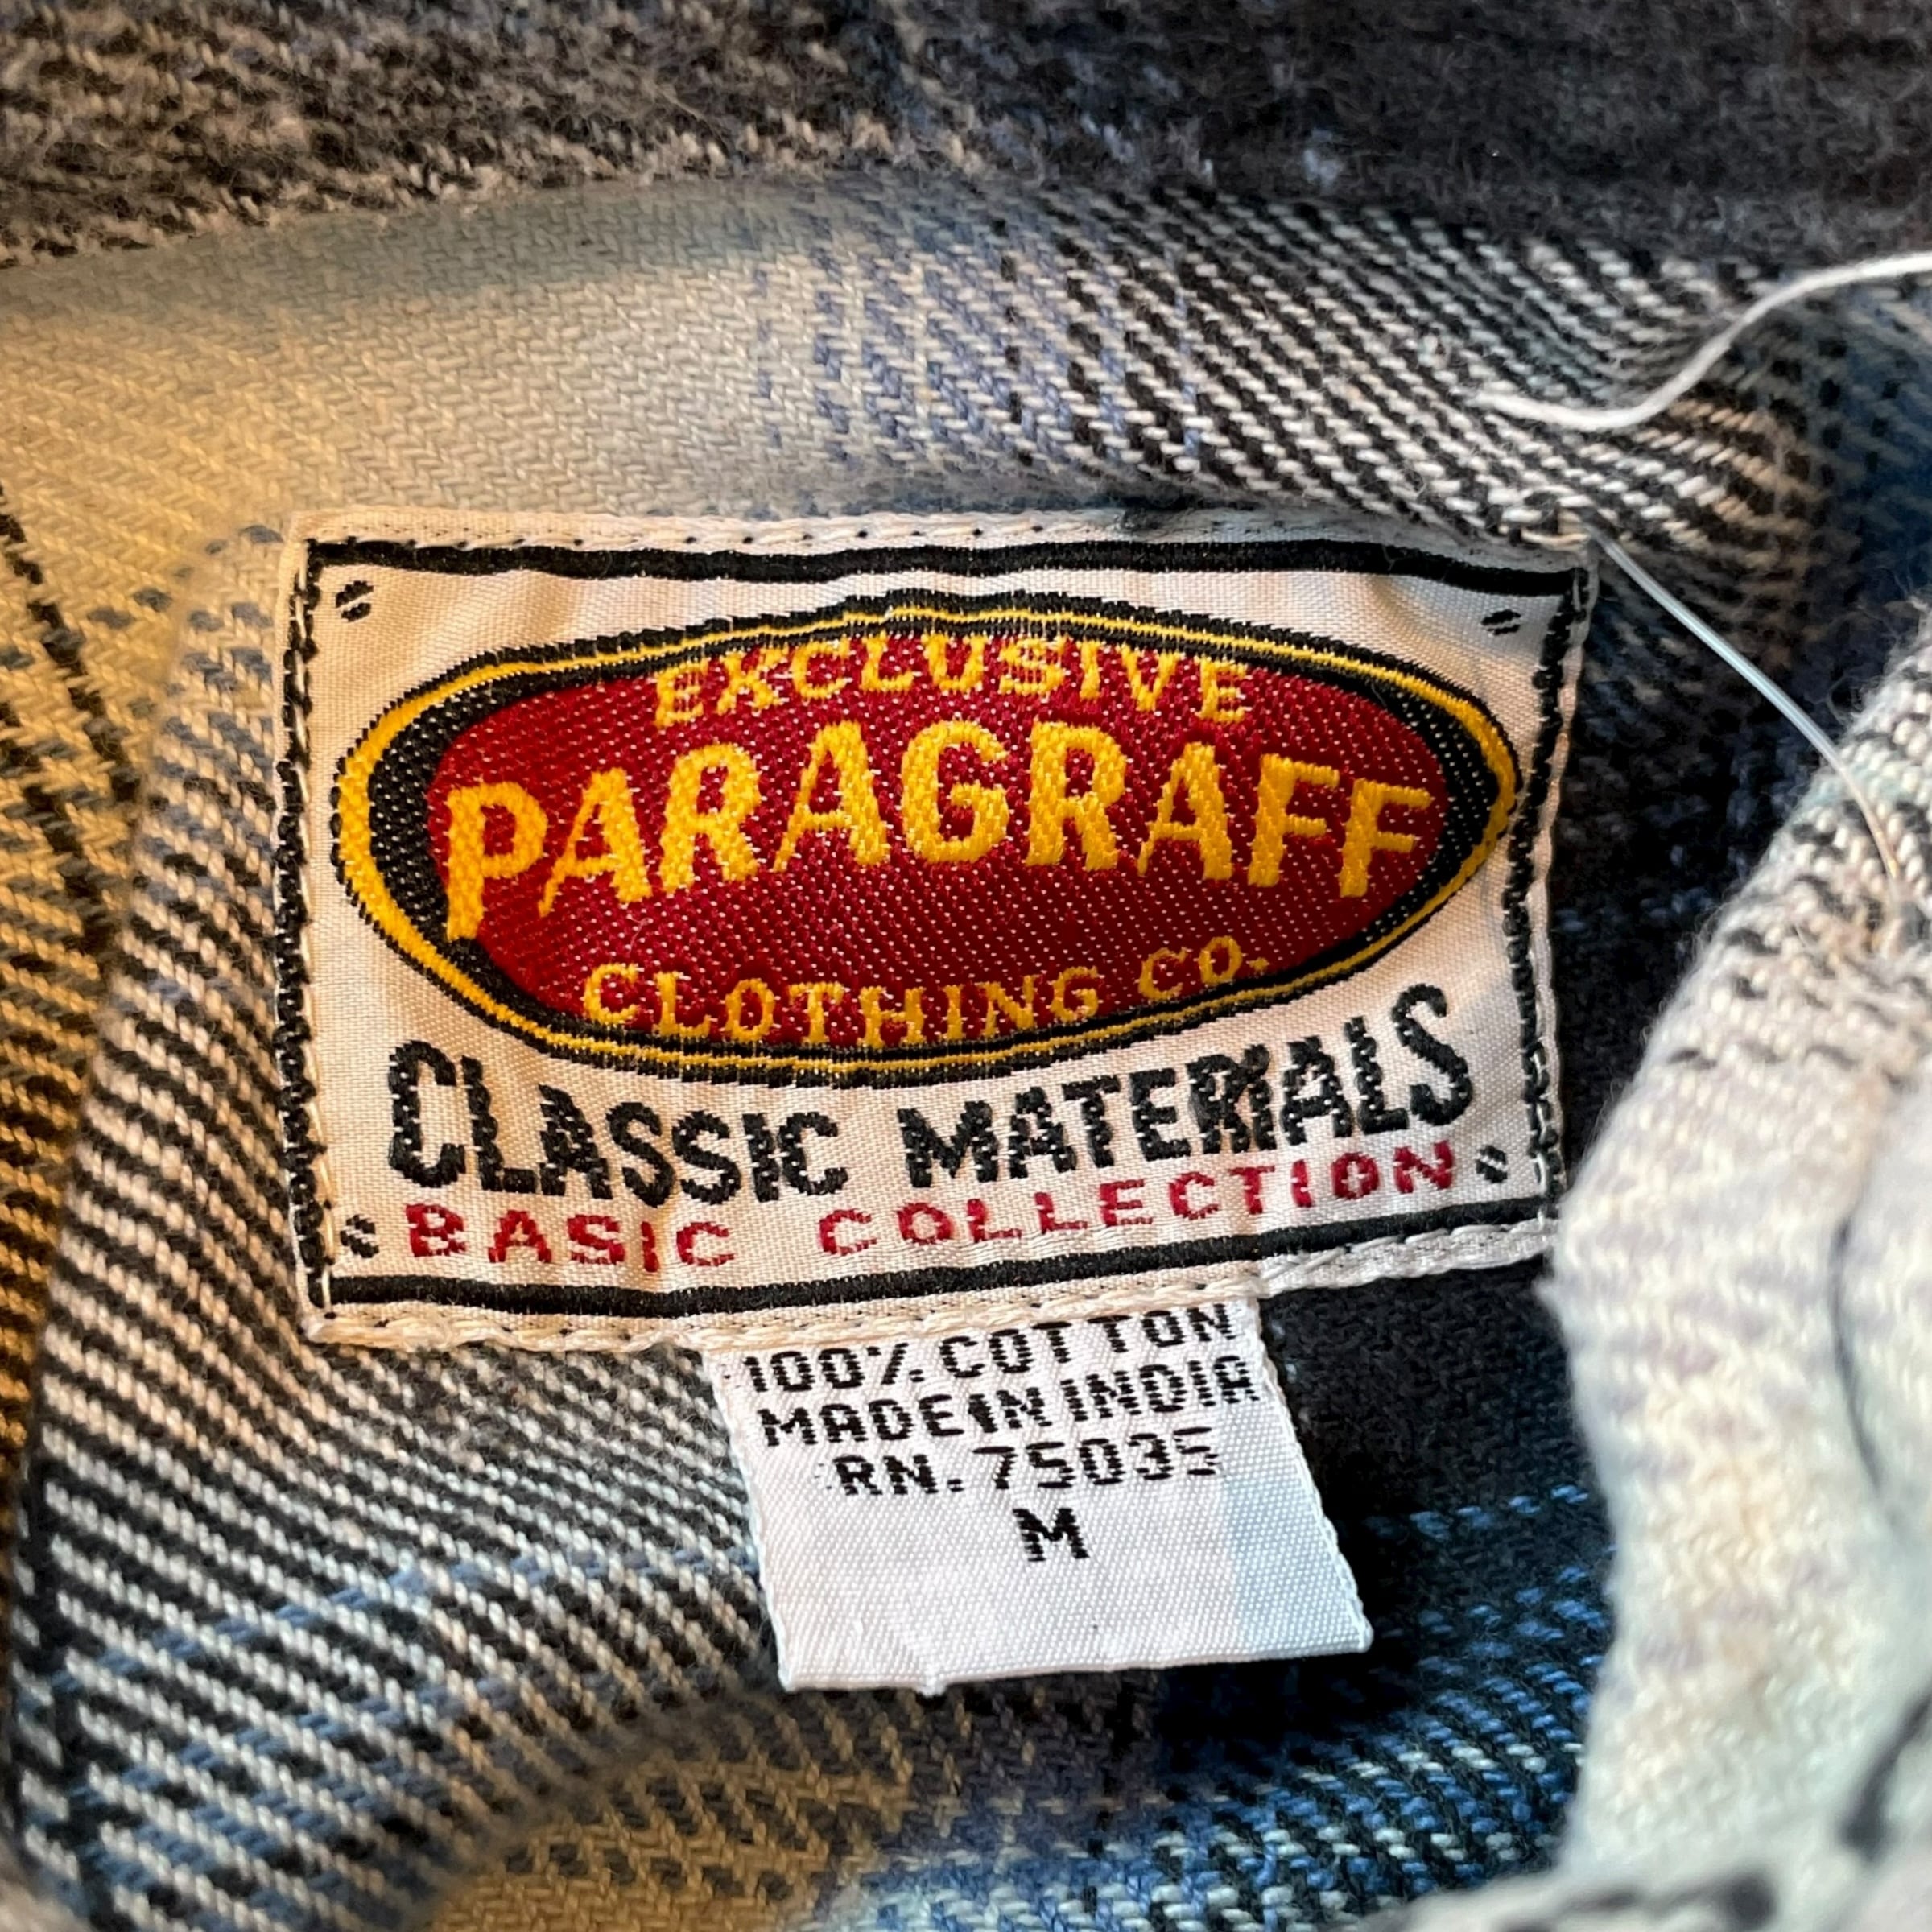 EXCLUSIVE
PARAGRAFF
CLOTHING CO.
CLASSIC MATERIALS
BASIC COLLECTION
100% COTTON
MADE IN INDIA
RN. 75035
M